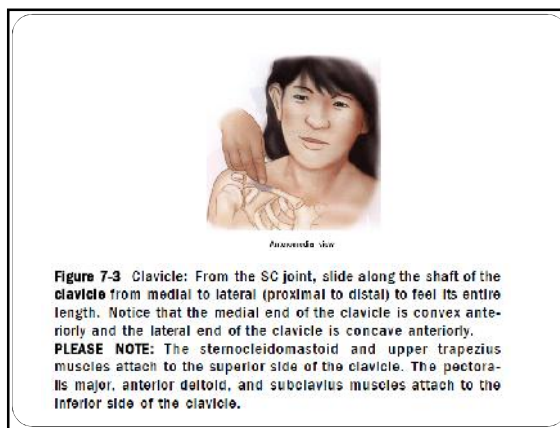 Anteromedial view
Figure 7-3 Clavicle: From the SC joint, slide along the shaft of the
clavicle from medial to lateral (proximal to distal) to feel its entire
length. Notice that the medial end of the clavicle is convex ante-
riorly and the lateral end of the clavicle is concave anteriorly.
PLEASE NOTE: The sternocleidomastoid and upper trapezius
muscles attach to the superior side of the clavicle. The pectora-
lis major, anterior deltoid, and subclavius muscles attach to the
inferior side of the clavicle.